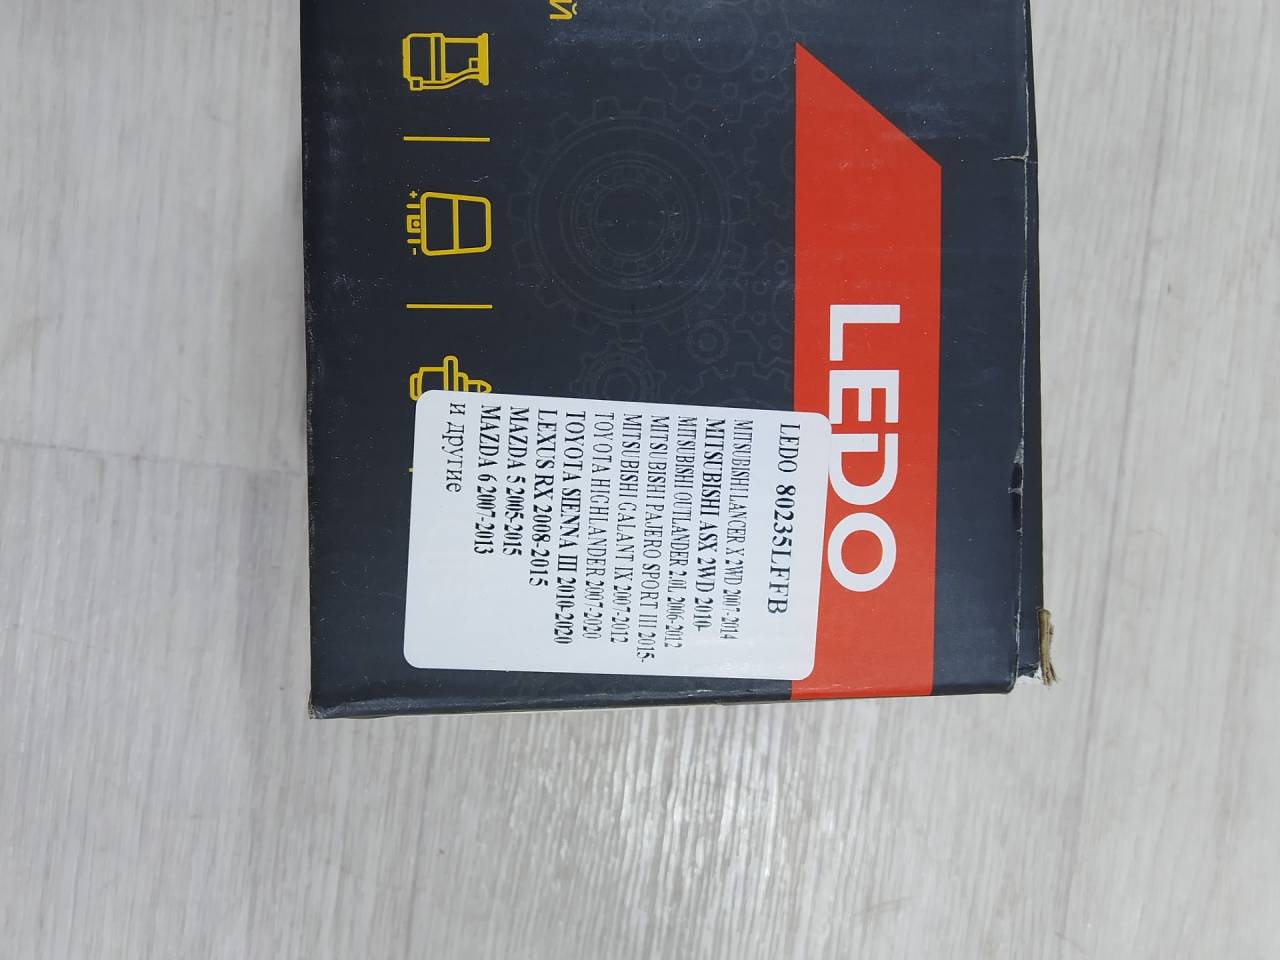 LEDO
LEDO 80235LFFB
MITSUBISHI LANCER X 2WD 2007-2014
MITSUBISHI ASX 2WD 2010-
MITSUBISHI OUTLANDER 2.0L 2006-2012
MITSUBISHI PAJERO SPORT III 2015-
MITSUBISHI GALANT IX 2007-2012
TOYOTA HIGHLANDER 2007-2020
TOYOTA SIENNA III 2010-2020
LEXUS RX 2008-2015
MAZDA 5 2005-2015
MAZDA 6 2007-2013
и другие